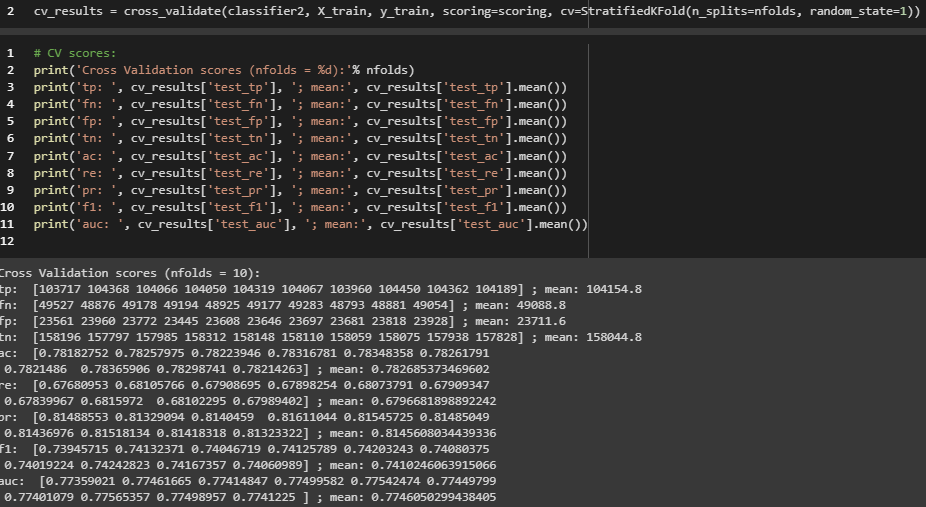 2 cv_results = cross_validate(classifier2, X_train, y_train, scoring=scoring, cv=StratifiedKFold(n_splits=nfolds, random_state=1))
1 # CV scores:
2 print('Cross Validation scores (nfolds = %d):'% nfolds)
3 print('tp: ', cv_results['test_tp'], '; mean:', cv_results['test_tp'].mean())
4 print('fn: ', cv_results['test_fn'], '; mean:', cv_results['test_fn'].mean())
5 print('fp: ', cv_results['test_fp'], '; mean:', cv_results['test_fp'].mean())
6 print('tn: ', cv_results['test_tn'], '; mean:', cv_results['test_tn'].mean())
7 print('ac: ', cv_results['test_ac'], '; mean:', cv_results['test_ac'].mean())
8 print('re: ', cv_results['test_re'], '; mean:', cv_results['test_re'].mean())
9 print('pr: ', cv_results['test_pr'], '; mean:', cv_results['test_pr'].mean())
10 print('f1: ', cv_results['test_f1'], '; mean:', cv_results['test_f1'].mean())
11 print('auc: ', cv_results['test_auc'], '; mean:', cv_results['test_auc'].mean())
12
Cross Validation scores (nfolds = 10):
tp:  [103717 104368 104066 104050 104319 104067 103960 104450 104362 104189] ; mean: 104154.8
fn:  [49527 48876 49178 49194 48925 49177 49283 48793 48881 49054] ; mean: 49088.8
fp:  [23561 23960 23772 23445 23608 23646 23697 23681 23818 23928] ; mean: 23711.6
tn:  [158196 157797 157985 158312 158148 158110 158059 158075 157938 157828] ; mean: 158044.8
ac:  [0.78182752 0.78257975 0.78223946 0.78316781 0.78348358 0.78261791
 0.7821486  0.78365906 0.78298741 0.78214263] ; mean: 0.782685373469602
re:  [0.67680953 0.68105766 0.67908695 0.67898254 0.68073791 0.67909347
 0.67839967 0.6815972  0.68102295 0.67989402] ; mean: 0.6796681898892242
pr:  [0.81488553 0.81329094 0.8140459  0.81611044 0.81545725 0.81485049
 0.81436976 0.81518134 0.81418318 0.81323322] ; mean: 0.8145608034439336
f1:  [0.73945715 0.74132371 0.74046719 0.74125789 0.74203243 0.74080375
 0.74019224 0.74242823 0.74167357 0.74060989] ; mean: 0.7410246063915066
auc:  [0.77359021 0.77461665 0.77414847 0.77499582 0.77542474 0.77449799
 0.77401079 0.77565357 0.77498957 0.7741225 ] ; mean: 0.7746050299438405